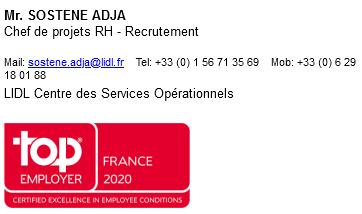 Mr. SOSTENE ADJA
Chef de projets RH - Recrutement
Mail: sostene.adja@lidl.fr Tel: +33 (0) 1 56 71 35 69 Mob: +33 (0) 6 29
18 01 88
LIDL Centre des Services Opérationnels
top
EMPLOYER
FRANCE
2020
CERTIFIED EXCELLENCE IN EMPLOYEE CONDITIONS